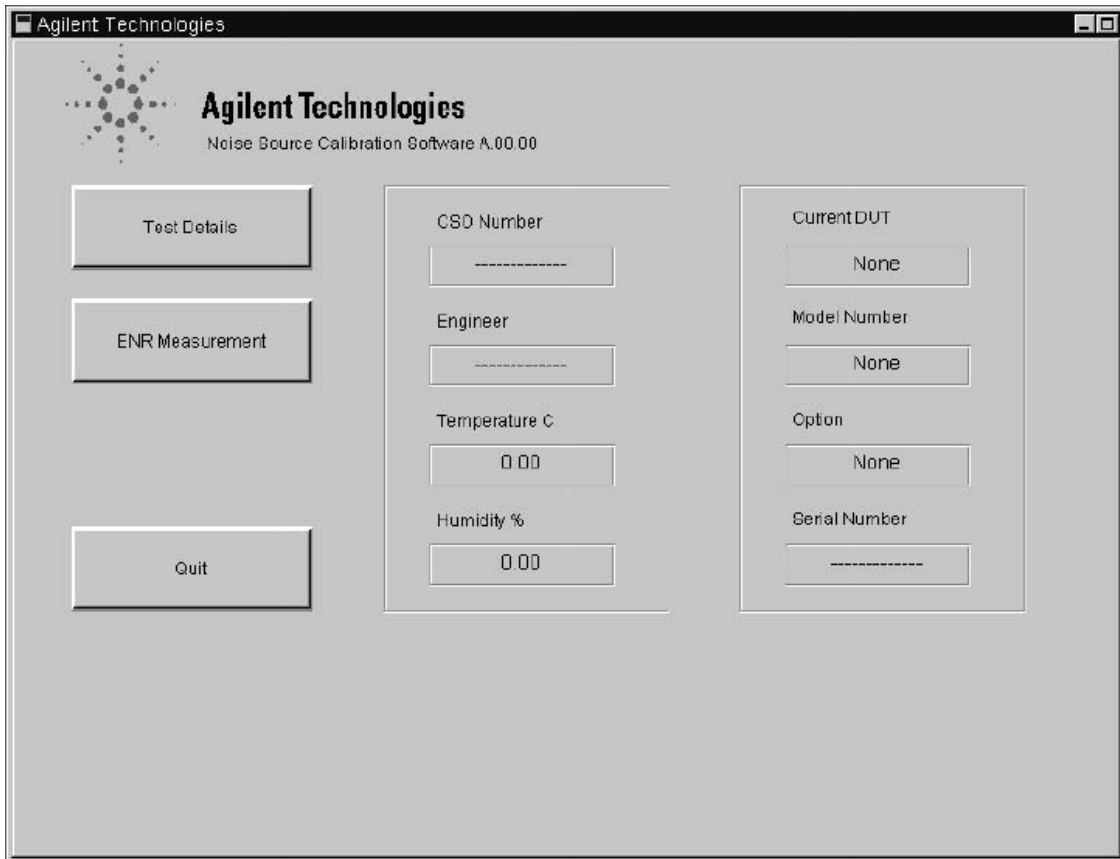 Agilent Technologies
Agilent Technologies
Noise Source Calibration Software A.00.00
Test Details
ENR Measurement
Quit
CSD Number
-------------
Engineer
-------------
Temperature C
0.00
Humidity %
0.00
Current DUT
None
Model Number
None
Option
None
Serial Number
-------------